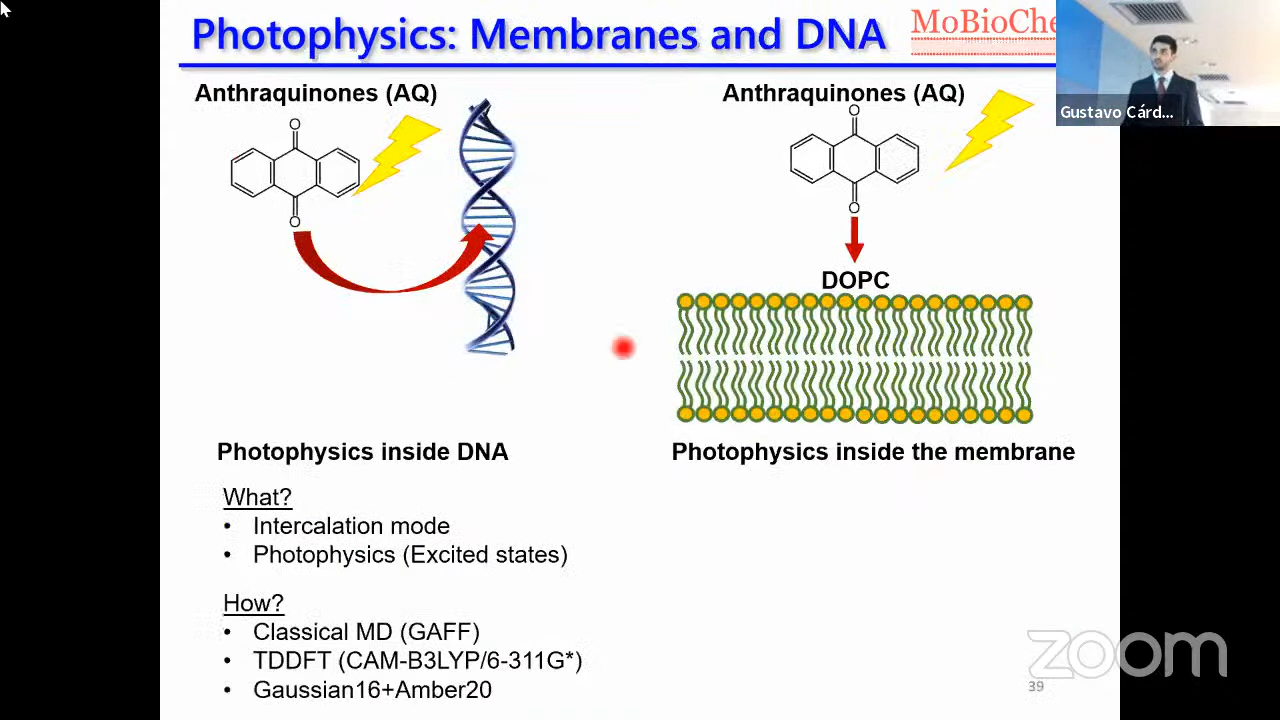 Photophysics: Membranes and DNA
MoBioChe
Gustavo Cárd...
Anthraquinones (AQ)
O
O
Anthraquinones (AQ)
O
O
DOPC
Photophysics inside DNA
Photophysics inside the membrane
What?
• Intercalation mode
• Photophysics (Excited states)
How?
• Classical MD (GAFF)
• TDDFT (CAM-B3LYP/6-311G*)
• Gaussian16+Amber20
zoom
39